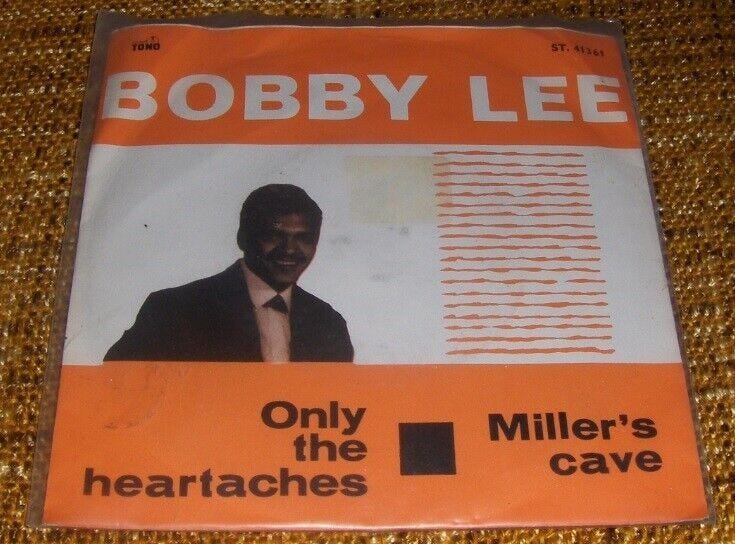 TONO
ST. 41361
BOBBY LEE
Only
the
heartaches
Miller's
cave